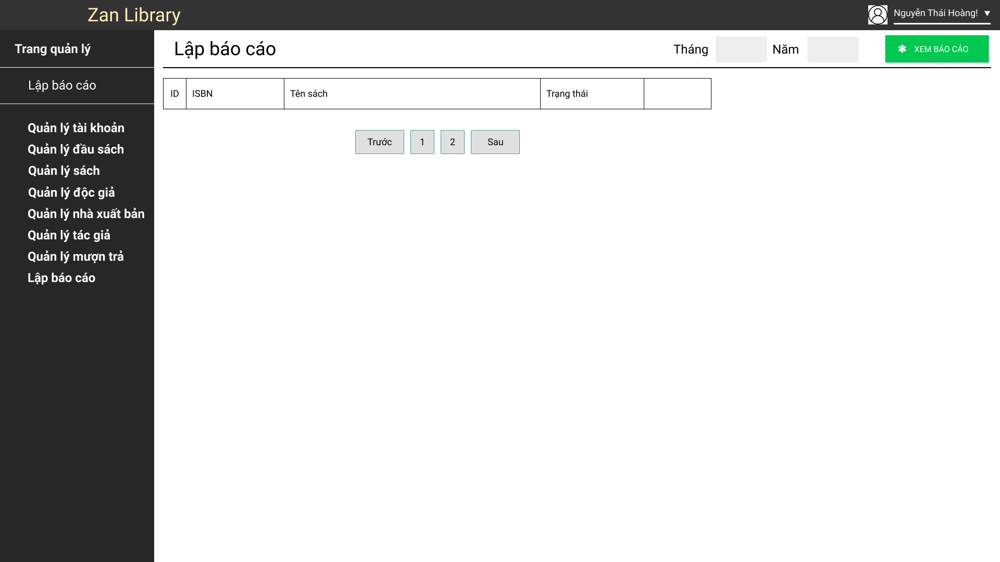 Zan Library
Nguyễn Thái Hoàng! ▼
Trang quản lý
Lập báo cáo
Quản lý tài khoản
Quản lý đầu sách
Quản lý sách
Quản lý độc giả
Quản lý nhà xuất bản
Quản lý tác giả
Quản lý mượn trả
Lập báo cáo
Lập báo cáo
Tháng
Năm
XEM BÁO CÁO
ID
ISBN
Tên sách
Trạng thái
Trước
1
2
Sau